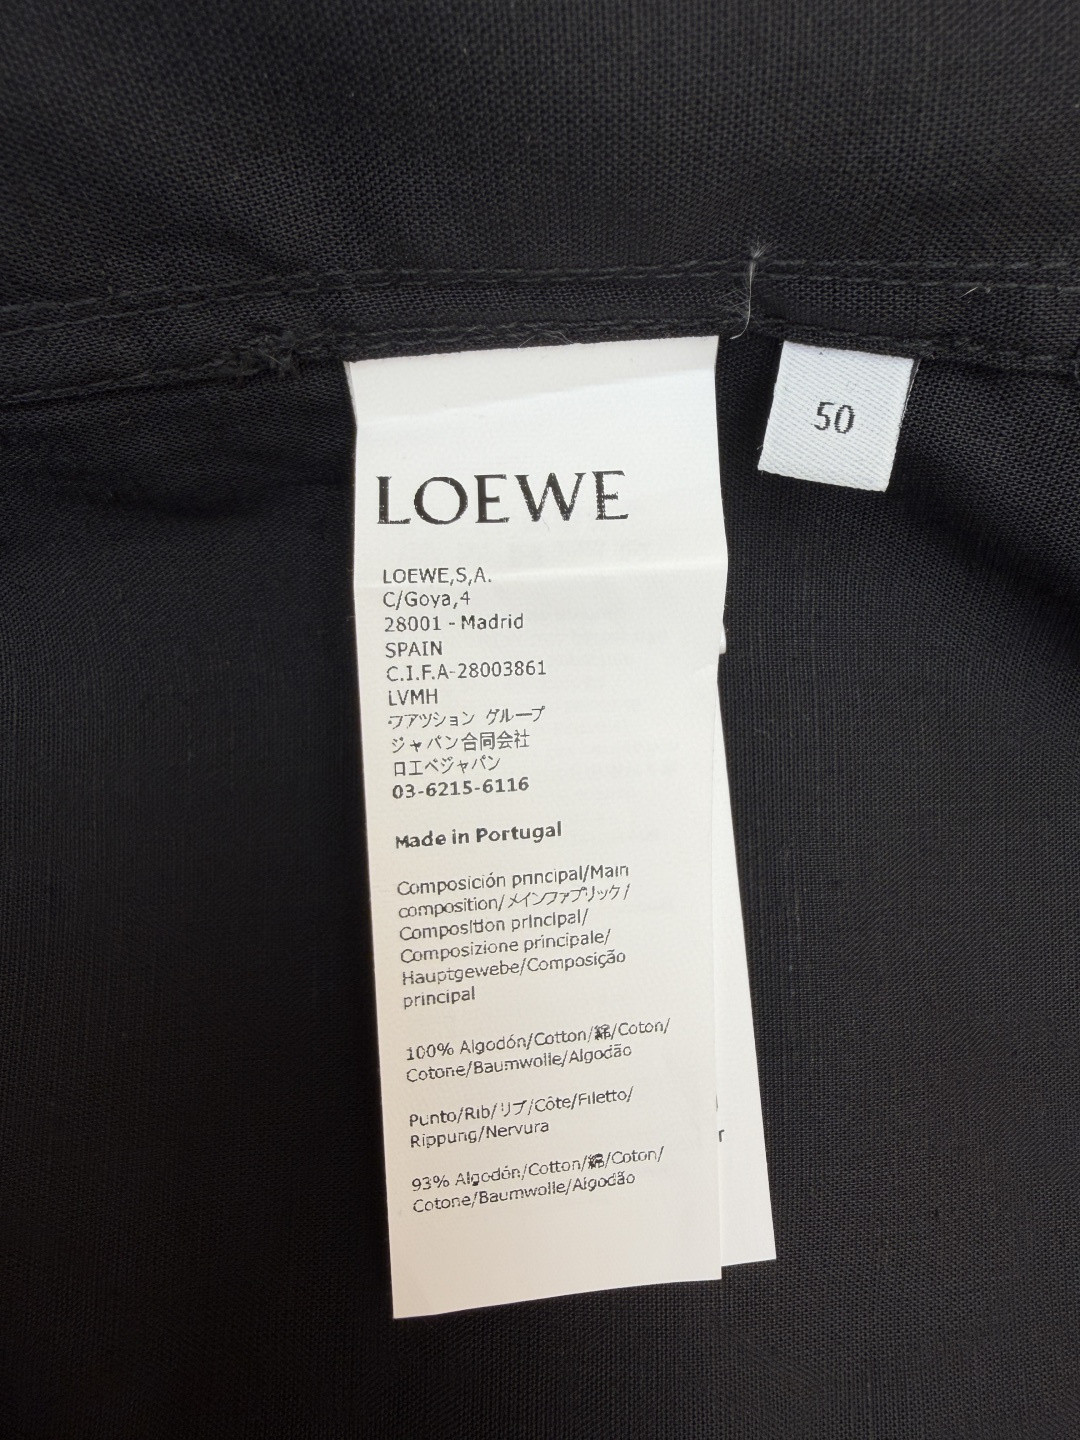 LOEWE
50
LOEWE,S,A.
C/Goya,4
28001 - Madrid
SPAIN
C.I.F.A-28003861
LVMH
ファツション グループ
ジャパン合同会社
ロエベジャパン
03-6215-6116
Made in Portugal
Composición principal/Main
composition/メインファブリック/
Composition principal/
Composizione principale/
Hauptgewebe/Composição
principal
100% Algodón/Cotton/綿/Coton/
Cotone/Baumwolle/Algodão
Punto/Rib/リブ/Côte/Filetto/
Rippung/Nervura
93% Algodón/Cotton/綿/Coton/
Cotone/Baumwolle/Algodão